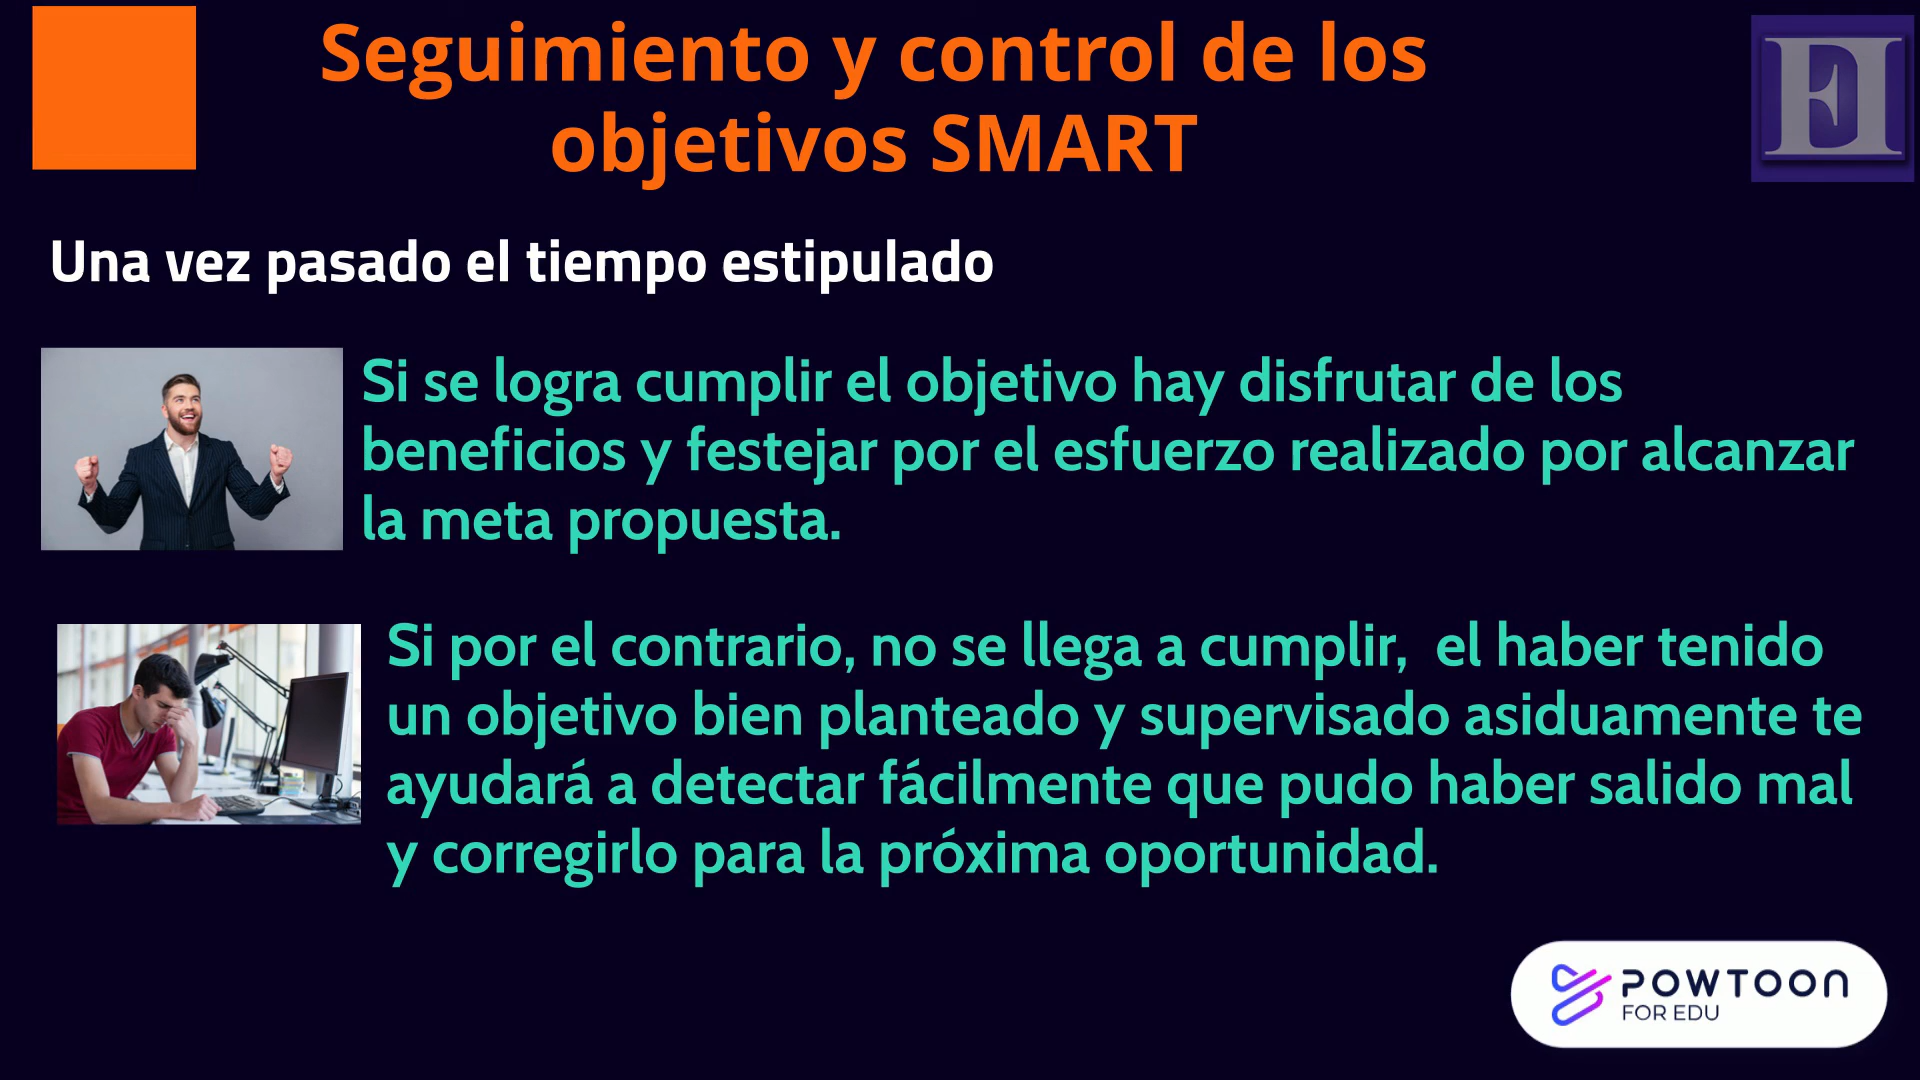 Seguimiento y control de los
objetivos SMART
EI
Una vez pasado el tiempo estipulado
Si se logra cumplir el objetivo hay disfrutar de los
beneficios y festejar por el esfuerzo realizado por alcanzar
la meta propuesta.
Si por el contrario, no se llega a cumplir,  el haber tenido
un objetivo bien planteado y supervisado asiduamente te
ayudará a detectar fácilmente que pudo haber salido mal
y corregirlo para la próxima oportunidad.
POWTOON
FOR EDU